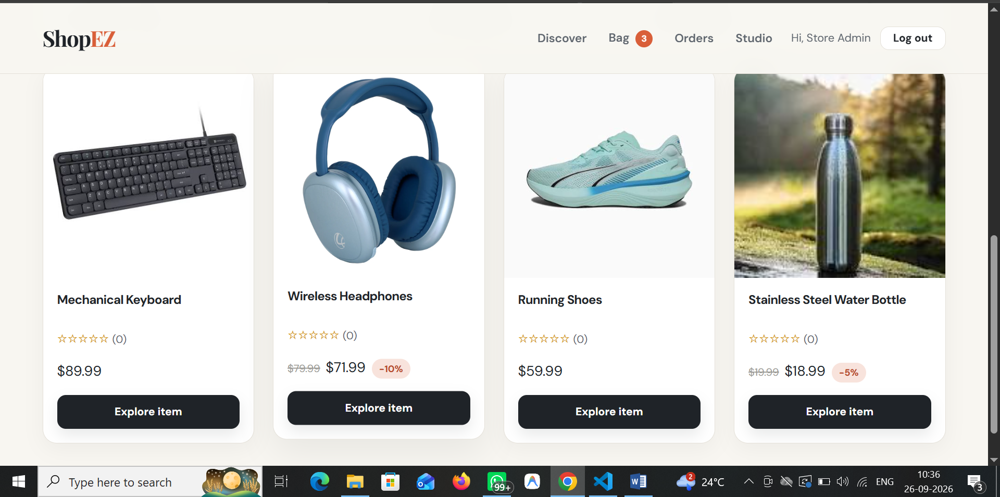 ShopEZ
Discover Bag 3 Orders Studio Hi, Store Admin Log out
Mechanical Keyboard
☆☆☆☆☆ (0)
$89.99
Explore item
Wireless Headphones
☆☆☆☆☆ (0)
$79.99 $71.99 -10%
Explore item
Running Shoes
☆☆☆☆☆ (0)
$59.99
Explore item
Stainless Steel Water Bottle
☆☆☆☆☆ (0)
$19.99 $18.99 -5%
Explore item
Type here to search
99+
2
24°C
ENG
10:36
26-09-2026
3